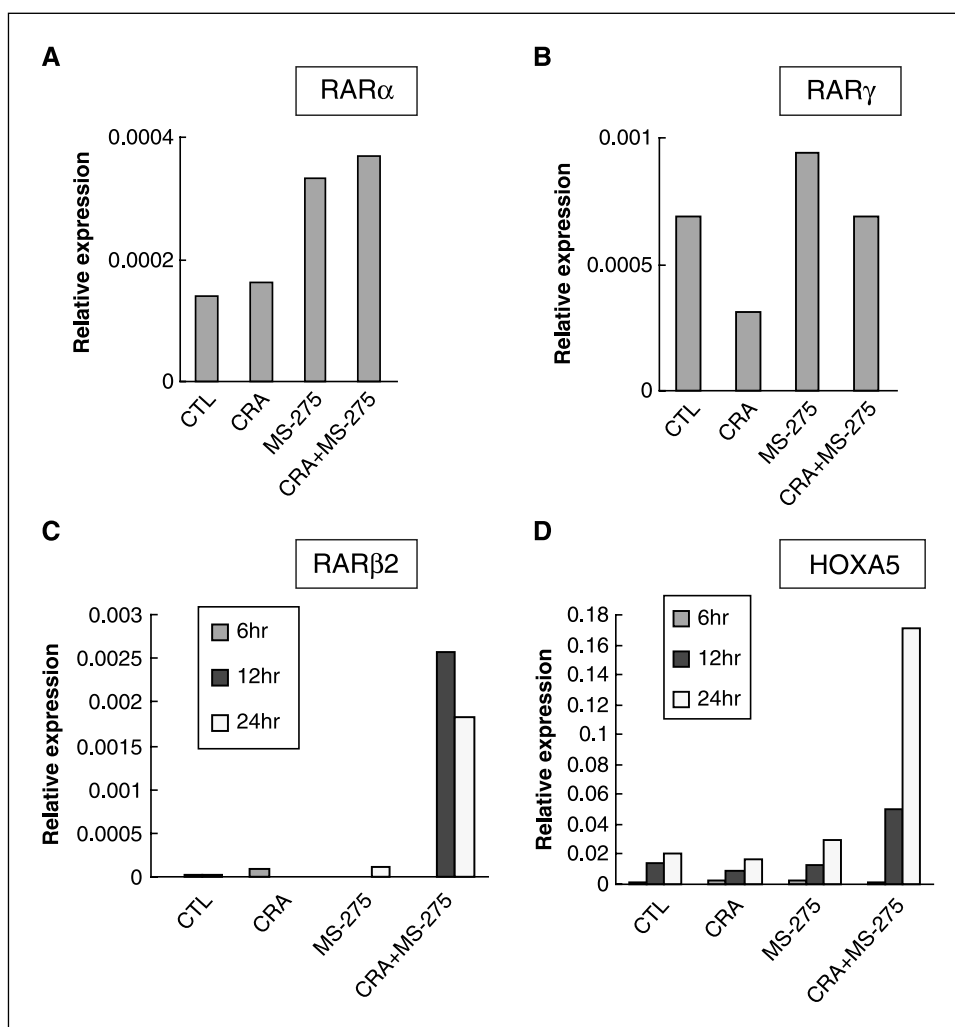 A
RARα
Relative expression
0.0004
0.0002
0
CTL
CRA
MS-275
CRA+MS-275
B
RARγ
Relative expression
0.001
0.0005
0
CTL
CRA
MS-275
CRA+MS-275
C
RARβ2
Relative expression
0.003
0.0025
0.002
0.0015
0.001
0.0005
0
6hr
12hr
24hr
CTL
CRA
MS-275
CRA+MS-275
D
HOXA5
Relative expression
0.18
0.16
0.14
0.12
0.1
0.08
0.06
0.04
0.02
0
6hr
12hr
24hr
CTL
CRA
MS-275
CRA+MS-275